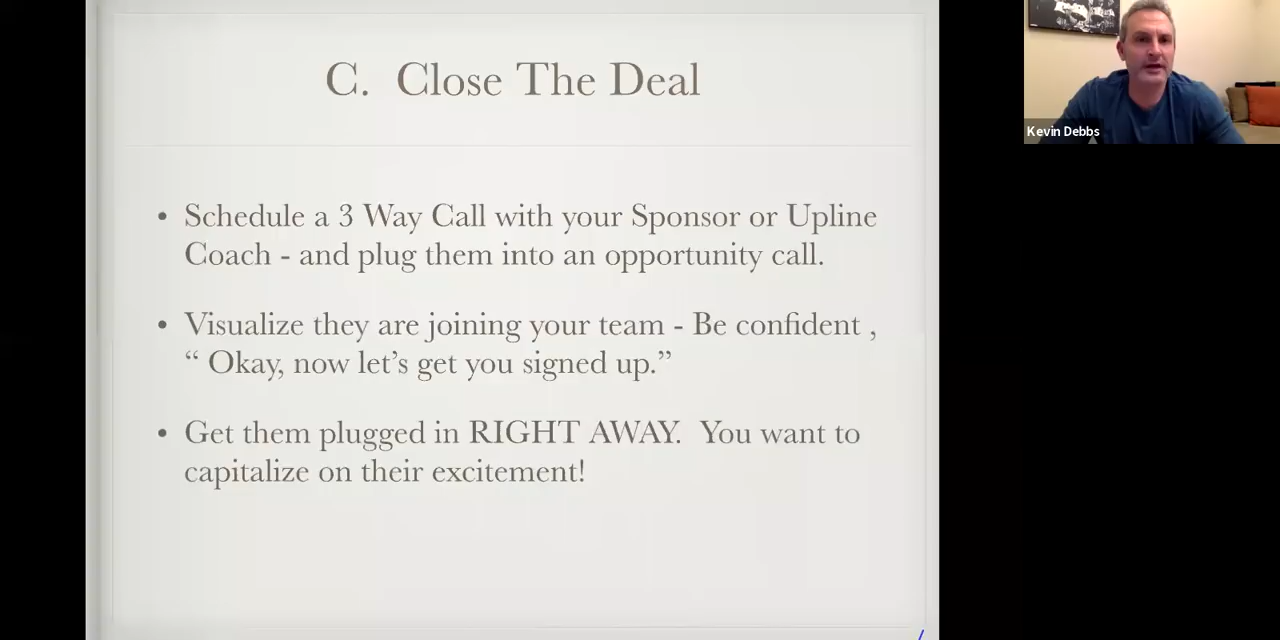 C. Close The Deal
• Schedule a 3 Way Call with your Sponsor or Upline
Coach - and plug them into an opportunity call.
• Visualize they are joining your team - Be confident ,
“ Okay, now let’s get you signed up.”
• Get them plugged in RIGHT AWAY. You want to
capitalize on their excitement!
Kevin Debbs